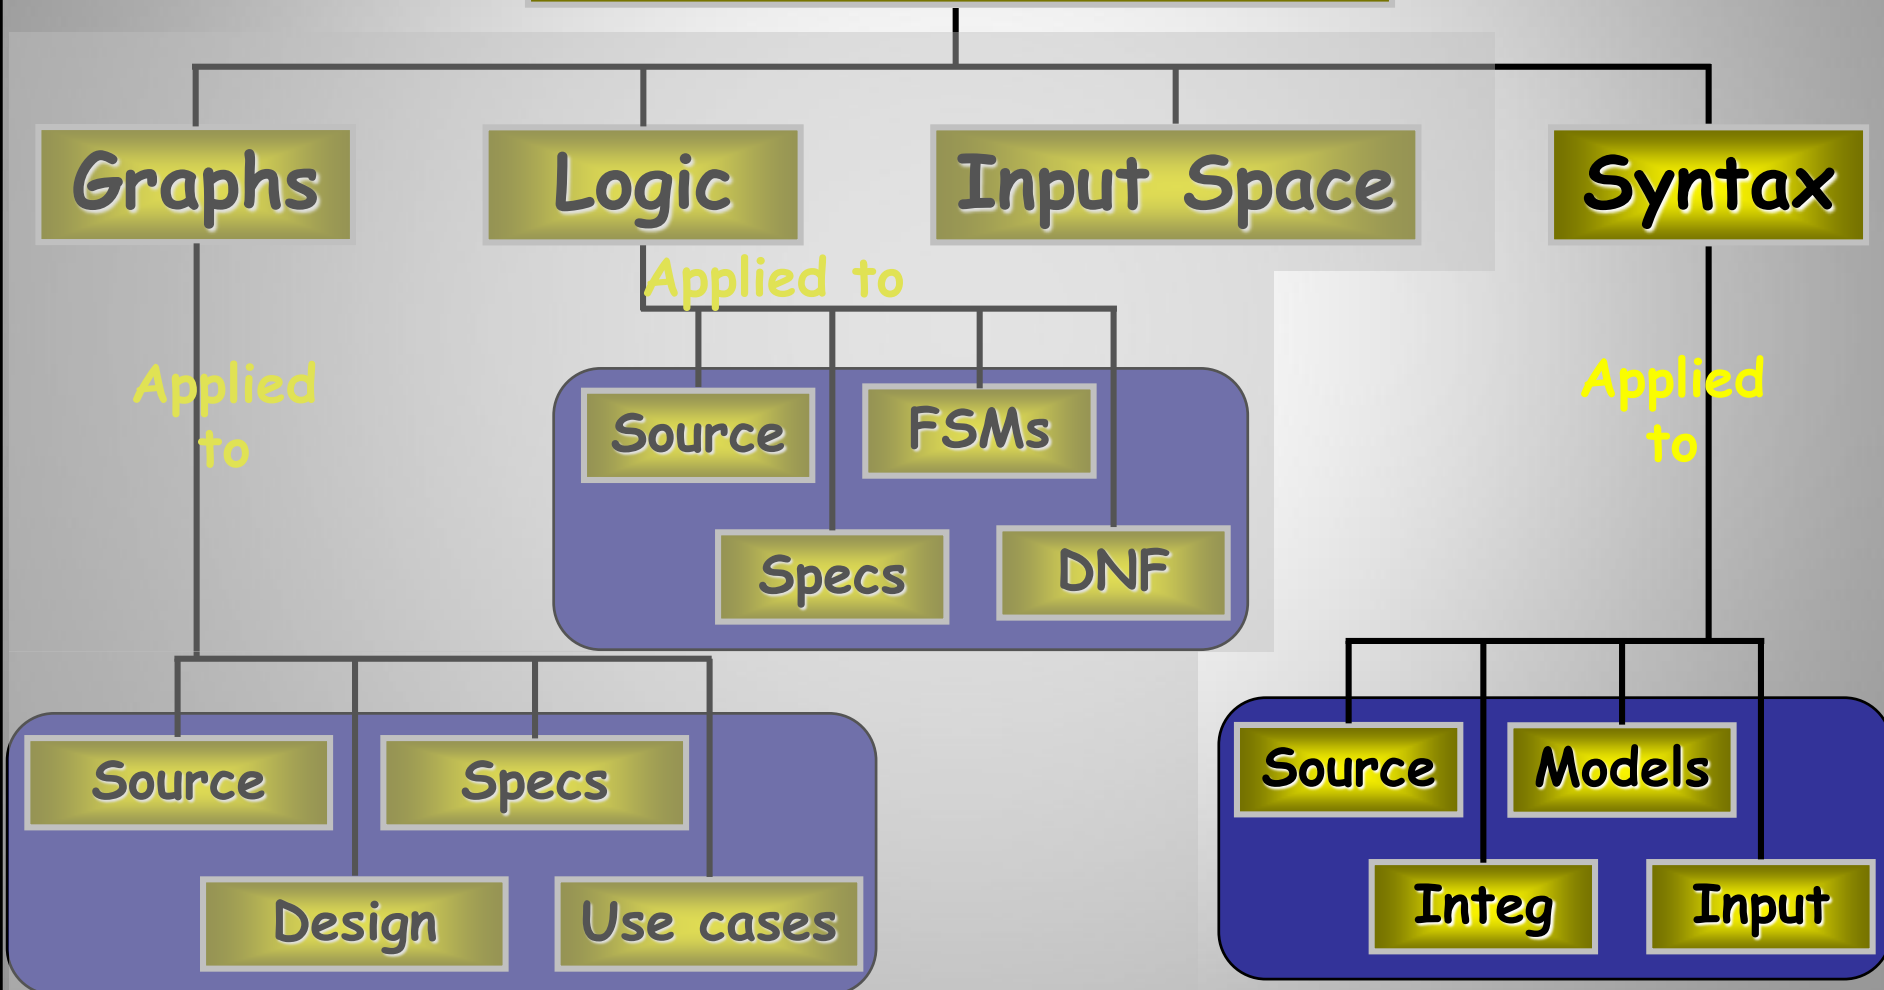 Graphs
Logic
Input Space
Syntax
Applied to
Applied
to
Applied
to
Source
FSMs
Specs
DNF
Source
Specs
Design
Use cases
Source
Models
Integ
Input